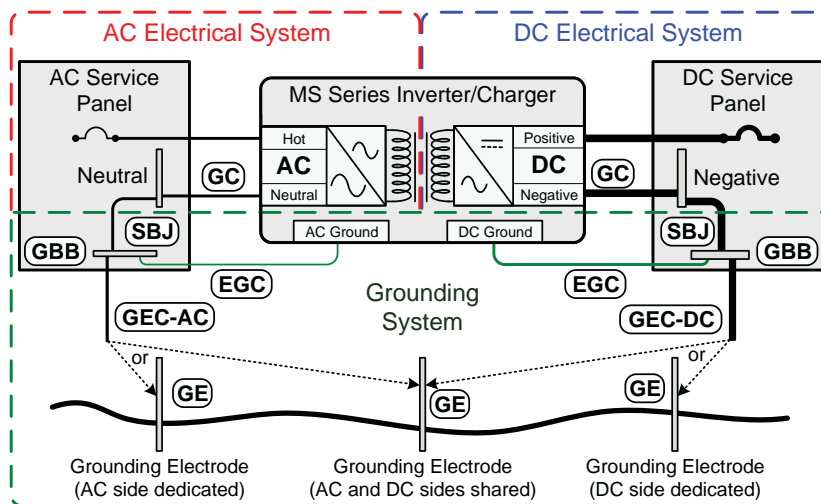 AC Electrical System
DC Electrical System
AC Service
Panel
MS Series Inverter/Charger
DC Service
Panel
Hot
AC
Neutral
Positive
DC
Negative
Neutral
GC
GC
Negative
SBJ
AC Ground
DC Ground
SBJ
GBB
GBB
EGC
EGC
Grounding
System
GEC-AC
GEC-DC
or
or
GE
GE
GE
Grounding Electrode
(AC side dedicated)
Grounding Electrode
(AC and DC sides shared)
Grounding Electrode
(DC side dedicated)